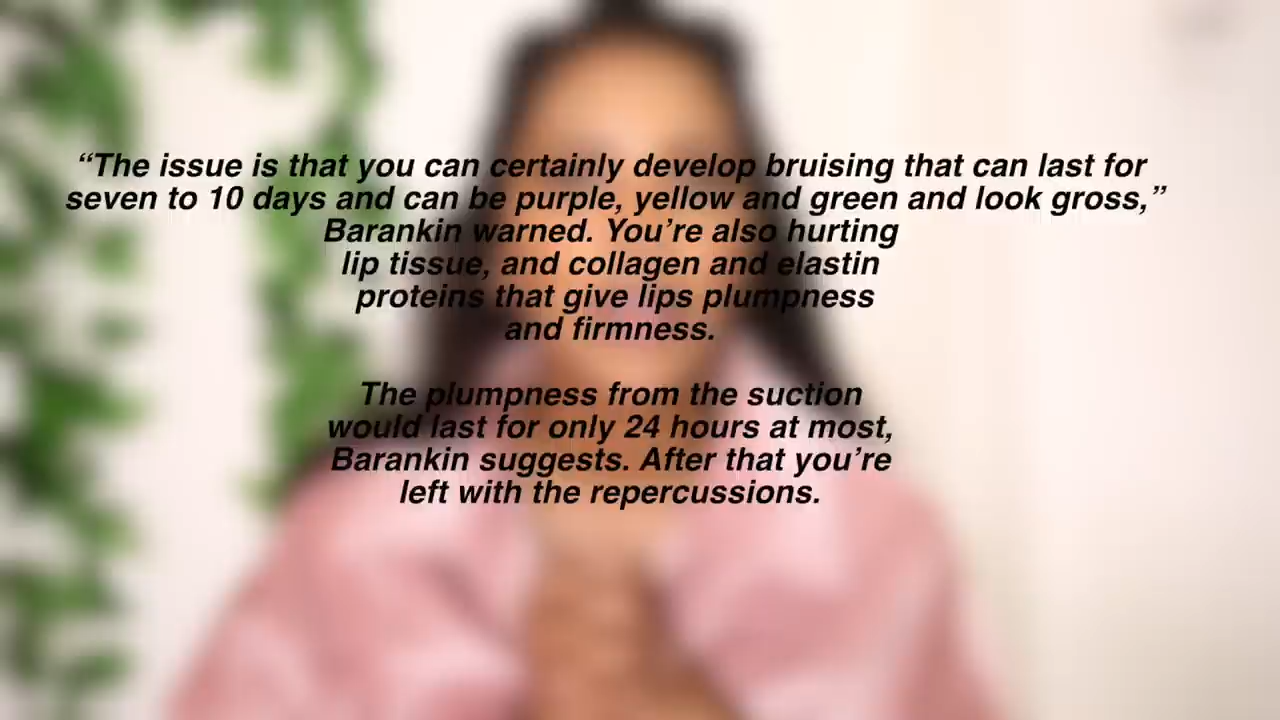 “The issue is that you can certainly develop bruising that can last for
seven to 10 days and can be purple, yellow and green and look gross,”
Barankin warned. You’re also hurting
lip tissue, and collagen and elastin
proteins that give lips plumpness
and firmness.
The plumpness from the suction
would last for only 24 hours at most,
Barankin suggests. After that you’re
left with the repercussions.